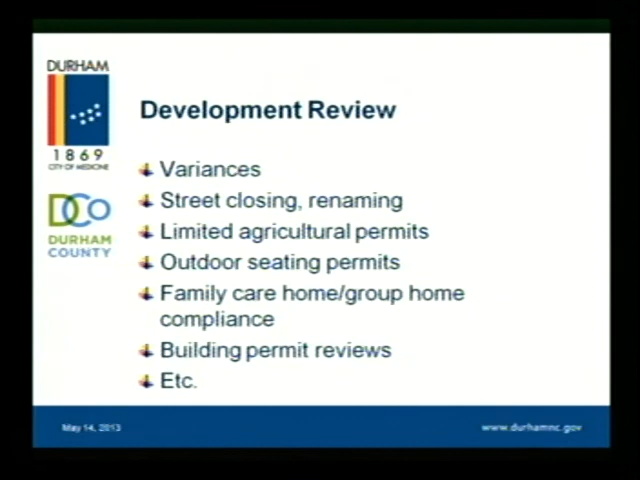 DURHAM
1869
CITY OF MEDICINE
DCO
DURHAM
COUNTY
Development Review
Variances
Street closing, renaming
Limited agricultural permits
Outdoor seating permits
Family care home/group home
compliance
Building permit reviews
Etc.
May 14, 2013
www.durhamnc.gov